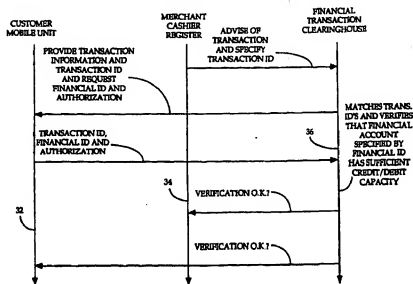 CUSTOMER
MOBILE UNIT
MERCHANT
CASHIER
REGISTER
FINANCIAL
TRANSACTION
CLEARINGHOUSE
PROVIDE TRANSACTION
INFORMATION AND
TRANSACTION ID
AND REQUEST
FINANCIAL ID AND
AUTHORIZATION
ADVISE OF
TRANSACTION
AND SPECIFY
TRANSACTION ID
TRANSACTION ID,
FINANCIAL ID AND
AUTHORIZATION
36
MATCHES TRANS.
ID'S AND VERIFIES
THAT FINANCIAL
ACCOUNT
SPECIFIED BY
FINANCIAL ID
HAS SUFFICIENT
CREDIT/DEBIT
CAPACITY
34
VERIFICATION O.K.?
32
VERIFICATION O.K.?